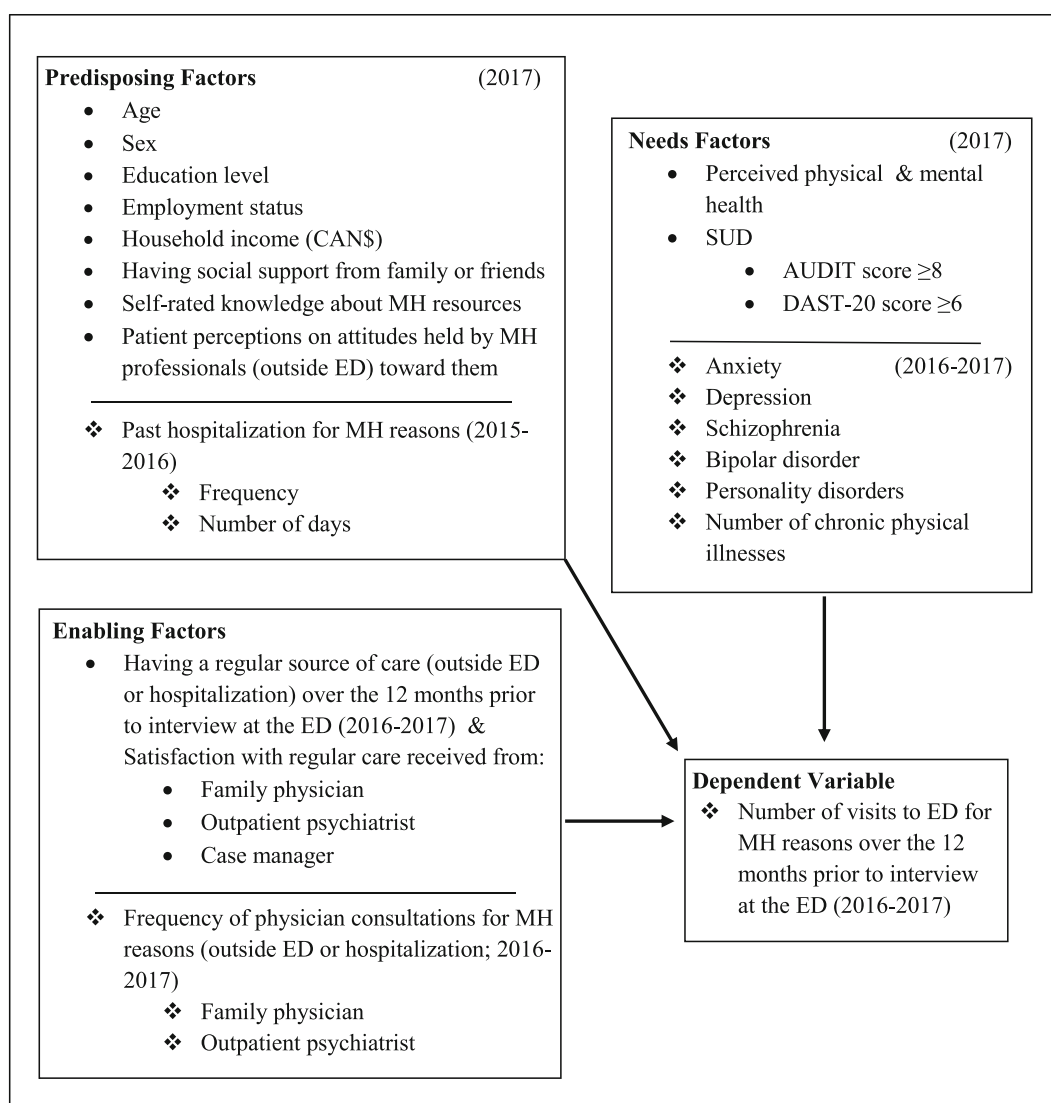 Predisposing Factors (2017)
• Age
• Sex
• Education level
• Employment status
• Household income (CAN$)
• Having social support from family or friends
• Self-rated knowledge about MH resources
• Patient perceptions on attitudes held by MH
professionals (outside ED) toward them
❖ Past hospitalization for MH reasons (2015-
2016)
❖ Frequency
❖ Number of days
Needs Factors (2017)
• Perceived physical & mental
health
• SUD
• AUDIT score ≥8
• DAST-20 score ≥6
❖ Anxiety (2016-2017)
❖ Depression
❖ Schizophrenia
❖ Bipolar disorder
❖ Personality disorders
❖ Number of chronic physical
illnesses
Enabling Factors
• Having a regular source of care (outside ED
or hospitalization) over the 12 months prior
to interview at the ED (2016-2017) &
Satisfaction with regular care received from:
• Family physician
• Outpatient psychiatrist
• Case manager
❖ Frequency of physician consultations for MH
reasons (outside ED or hospitalization; 2016-
2017)
❖ Family physician
❖ Outpatient psychiatrist
Dependent Variable
❖ Number of visits to ED for
MH reasons over the 12
months prior to interview
at the ED (2016-2017)